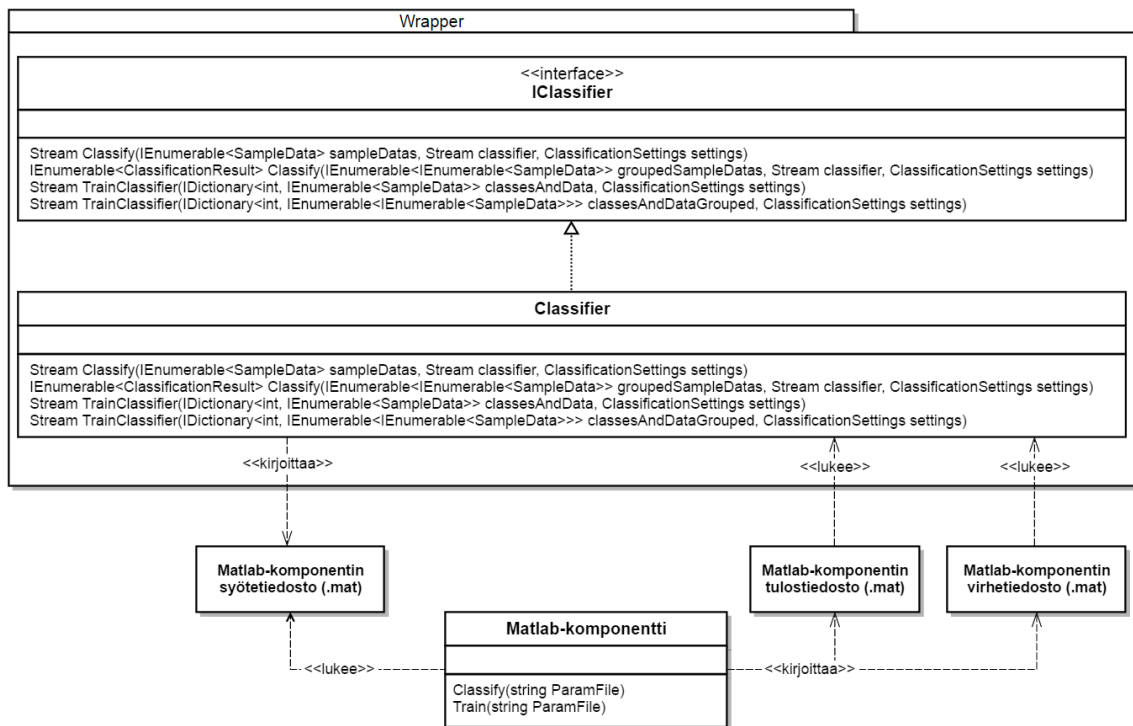 Wrapper
<<interface>>
IClassifier
Stream Classify(IEnumerable<SampleData> sampleDatas, Stream classifier, ClassificationSettings settings)
IEnumerable<ClassificationResult> Classify(IEnumerable<IEnumerable<SampleData>> groupedSampleDatas, Stream classifier, ClassificationSettings settings)
Stream TrainClassifier(IDictionary<int, IEnumerable<SampleData>> classesAndData, ClassificationSettings settings)
Stream TrainClassifier(IDictionary<int, IEnumerable<IEnumerable<SampleData>>> classesAndDataGrouped, ClassificationSettings settings)
Classifier
Stream Classify(IEnumerable<SampleData> sampleDatas, Stream classifier, ClassificationSettings settings)
IEnumerable<ClassificationResult> Classify(IEnumerable<IEnumerable<SampleData>> groupedSampleDatas, Stream classifier, ClassificationSettings settings)
Stream TrainClassifier(IDictionary<int, IEnumerable<SampleData>> classesAndData, ClassificationSettings settings)
Stream TrainClassifier(IDictionary<int, IEnumerable<IEnumerable<SampleData>>> classesAndDataGrouped, ClassificationSettings settings)
<<kirjoittaa>>
<<lukee>>
<<lukee>>
Matlab-komponentin
syötetiedosto (.mat)
Matlab-komponentin
tulostiedosto (.mat)
Matlab-komponentin
virhetiedosto (.mat)
Matlab-komponentti
<<lukee>>
<<kirjoittaa>>
Classify(string ParamFile)
Train(string ParamFile)